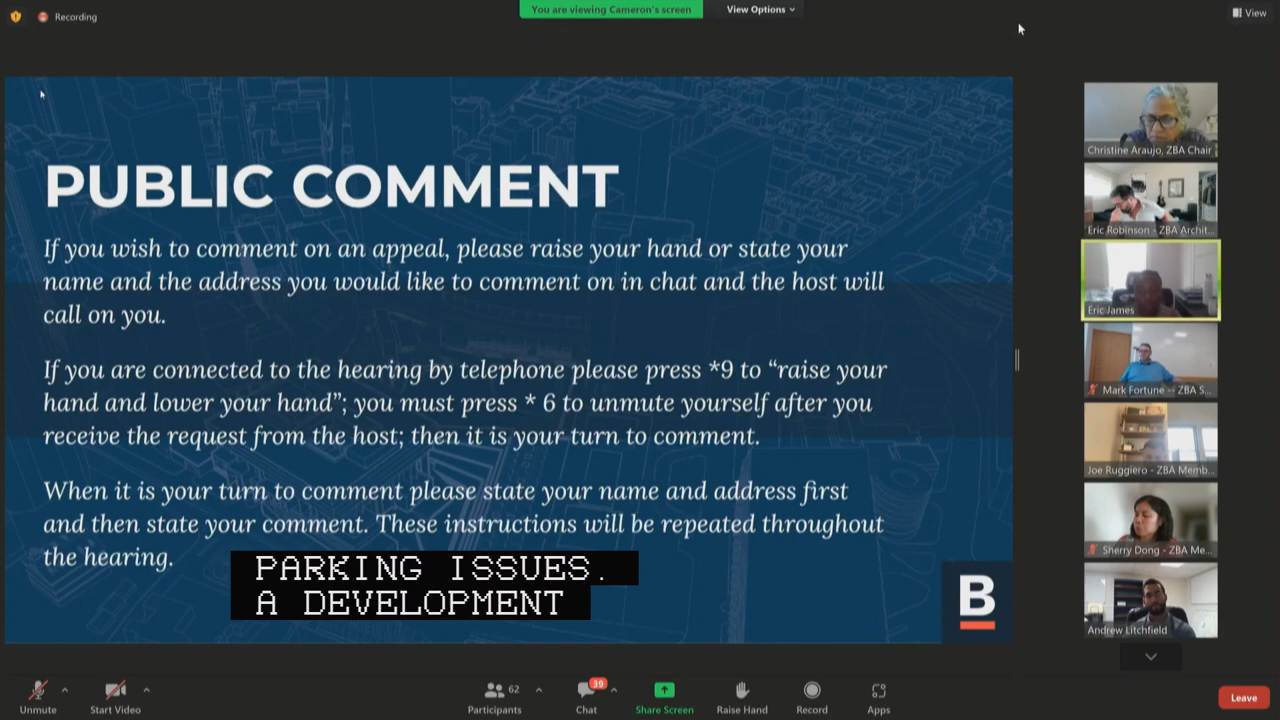 Recording
You are viewing Cameron's screen
View Options
View
PUBLIC COMMENT
If you wish to comment on an appeal, please raise your hand or state your
name and the address you would like to comment on in chat and the host will
call on you.
If you are connected to the hearing by telephone please press *9 to “raise your
hand and lower your hand”; you must press * 6 to unmute yourself after you
receive the request from the host; then it is your turn to comment.
When it is your turn to comment please state your name and address first
and then state your comment. These instructions will be repeated throughout
the hearing.
PARKING ISSUES.
A DEVELOPMENT
B
Christine Araujo, ZBA Chair
Eric Robinson - ZBA Archit...
Eric James
Mark Fortune -- ZBA S...
Joe Ruggiero - ZBA Memb...
Sherry Dong - ZBA Me...
Andrew Litchfield
Unmute
Start Video
62
Participants
39
Chat
Share Screen
Raise Hand
Record
Apps
Leave